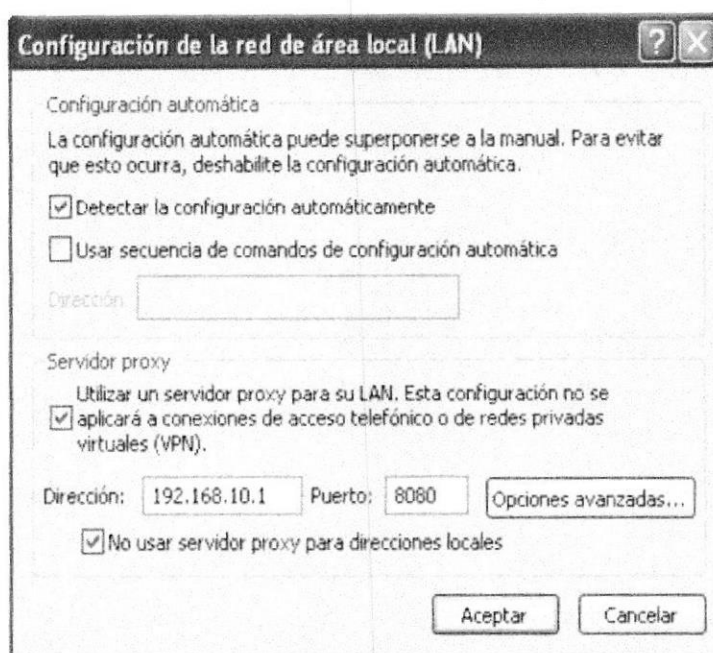 Configuración de la red de área local (LAN)
Configuración automática
La configuración automática puede superponerse a la manual. Para evitar
que esto ocurra, deshabilite la configuración automática.
Detectar la configuración automáticamente
Usar secuencia de comandos de configuración automática
Dirección
Servidor proxy
Utilizar un servidor proxy para su LAN. Esta configuración no se
aplicará a conexiones de acceso telefónico o de redes privadas
virtuales (VPN).
Dirección: 192.168.10.1 Puerto: 8080 Opciones avanzadas...
No usar servidor proxy para direcciones locales
Aceptar Cancelar